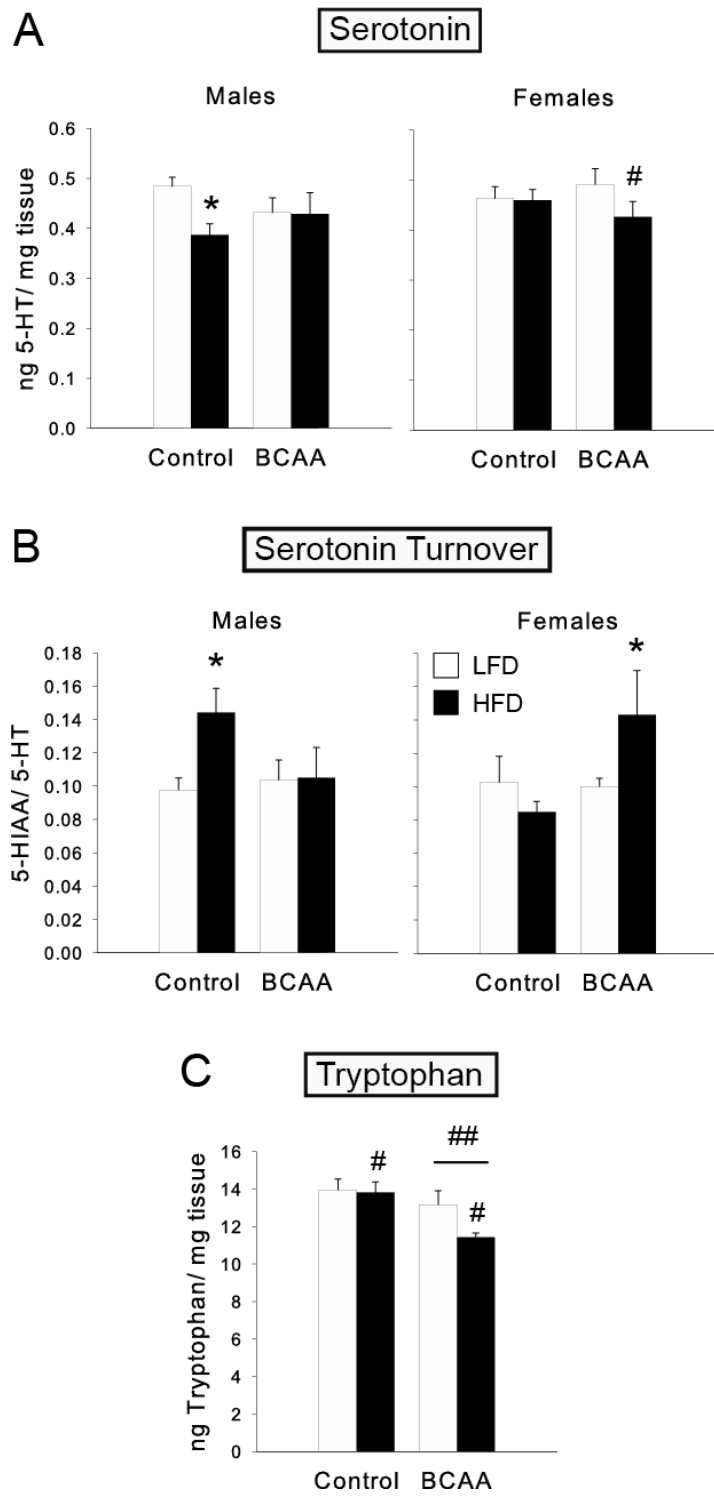 A
Serotonin
Males
Females
ng 5-HT/ mg tissue
0.6
0.5
0.4
0.3
0.2
0.1
0.0
*
#
Control BCAA
Control BCAA
B
Serotonin Turnover
Males
Females
5-HIAA/ 5-HT
0.18
0.16
0.14
0.12
0.10
0.08
0.06
0.04
0.02
0.00
*
*
LFD
HFD
Control BCAA
Control BCAA
C
Tryptophan
ng Tryptophan/ mg tissue
16
14
12
10
8
6
4
2
0
#
##
#
Control BCAA